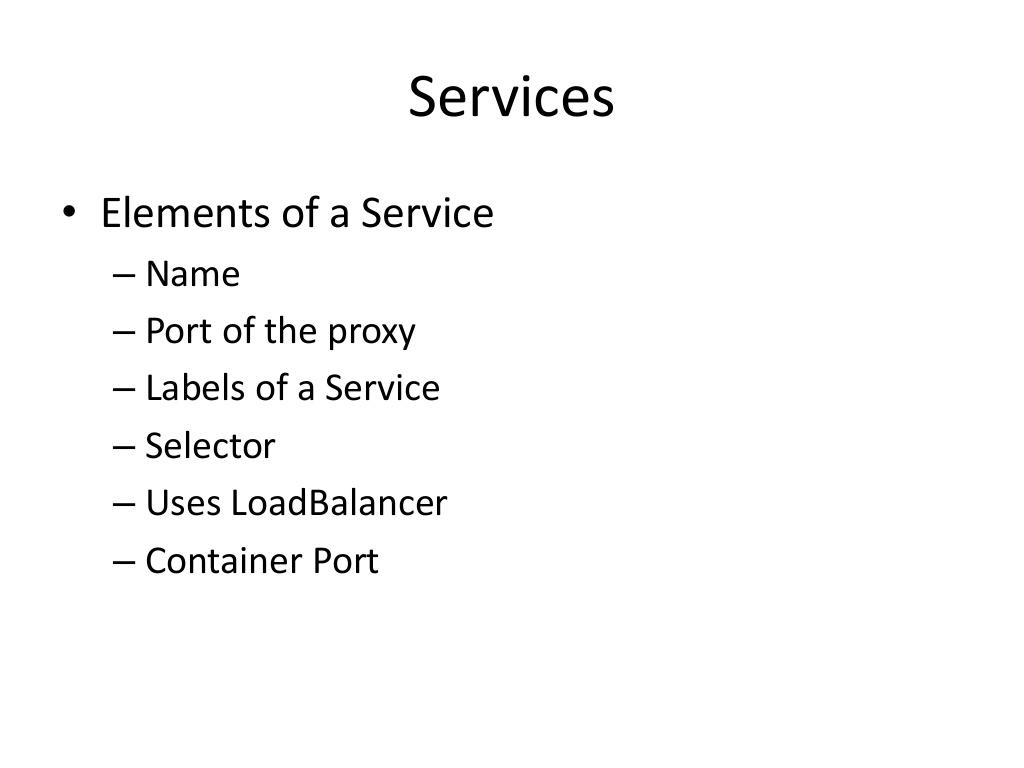 Services
• Elements of a Service
– Name
– Port of the proxy
– Labels of a Service
– Selector
– Uses LoadBalancer
– Container Port